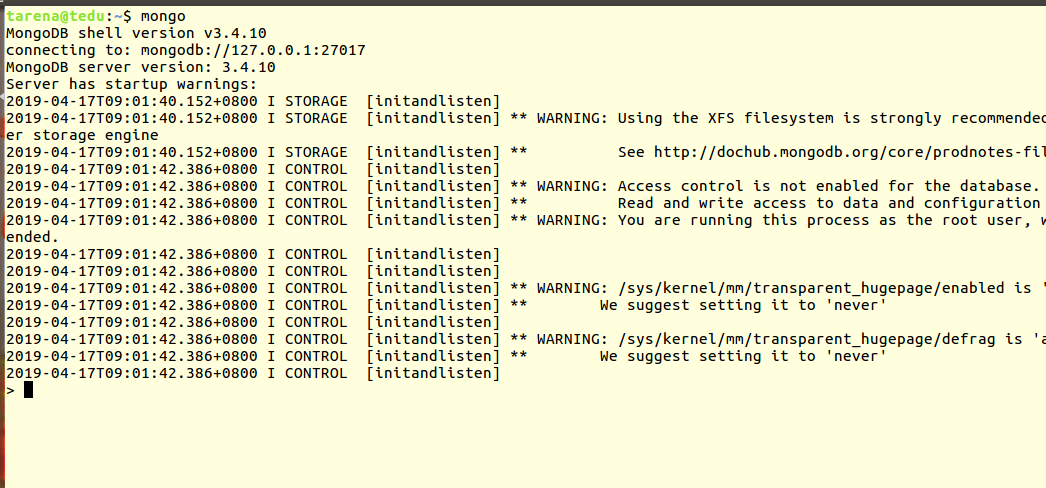 tarena@tedu:~$ mongo
MongoDB shell version v3.4.10
connecting to: mongodb://127.0.0.1:27017
MongoDB server version: 3.4.10
Server has startup warnings:
2019-04-17T09:01:40.152+0800 I STORAGE  [initandlisten]
2019-04-17T09:01:40.152+0800 I STORAGE  [initandlisten] ** WARNING: Using the XFS filesystem is strongly recommended
er storage engine
2019-04-17T09:01:40.152+0800 I STORAGE  [initandlisten] **          See http://dochub.mongodb.org/core/prodnotes-fil
2019-04-17T09:01:42.386+0800 I CONTROL  [initandlisten]
2019-04-17T09:01:42.386+0800 I CONTROL  [initandlisten] ** WARNING: Access control is not enabled for the database.
2019-04-17T09:01:42.386+0800 I CONTROL  [initandlisten] **          Read and write access to data and configuration
2019-04-17T09:01:42.386+0800 I CONTROL  [initandlisten] ** WARNING: You are running this process as the root user, w
ended.
2019-04-17T09:01:42.386+0800 I CONTROL  [initandlisten]
2019-04-17T09:01:42.386+0800 I CONTROL  [initandlisten]
2019-04-17T09:01:42.386+0800 I CONTROL  [initandlisten] ** WARNING: /sys/kernel/mm/transparent_hugepage/enabled is '
2019-04-17T09:01:42.386+0800 I CONTROL  [initandlisten] **        We suggest setting it to 'never'
2019-04-17T09:01:42.386+0800 I CONTROL  [initandlisten]
2019-04-17T09:01:42.386+0800 I CONTROL  [initandlisten] ** WARNING: /sys/kernel/mm/transparent_hugepage/defrag is 'a
2019-04-17T09:01:42.386+0800 I CONTROL  [initandlisten] **        We suggest setting it to 'never'
2019-04-17T09:01:42.386+0800 I CONTROL  [initandlisten]
>